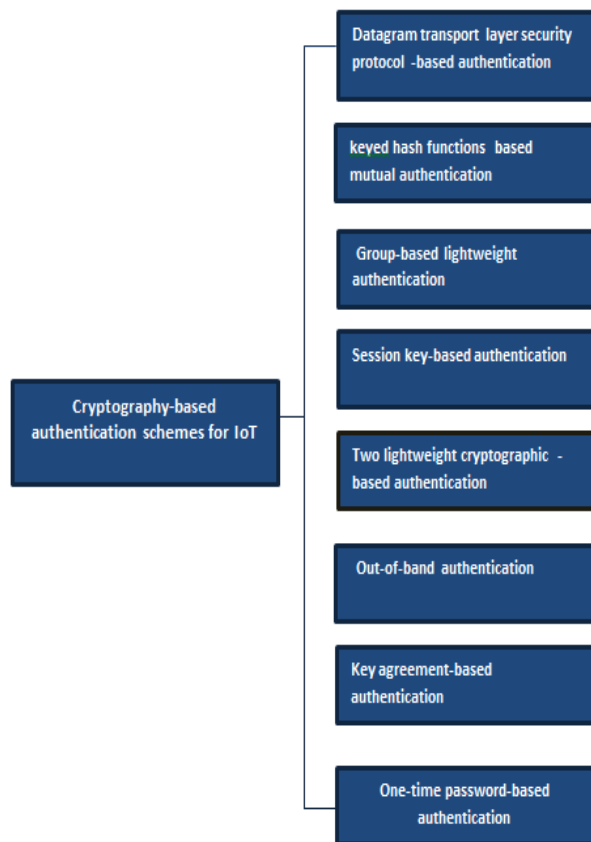 Datagram transport layer security
protocol -based authentication
keyed hash functions based
mutual authentication
Group-based lightweight
authentication
Session key-based authentication
Cryptography-based
authentication schemes for IoT
Two lightweight cryptographic -
based authentication
Out-of-band authentication
Key agreement-based
authentication
One-time password-based
authentication